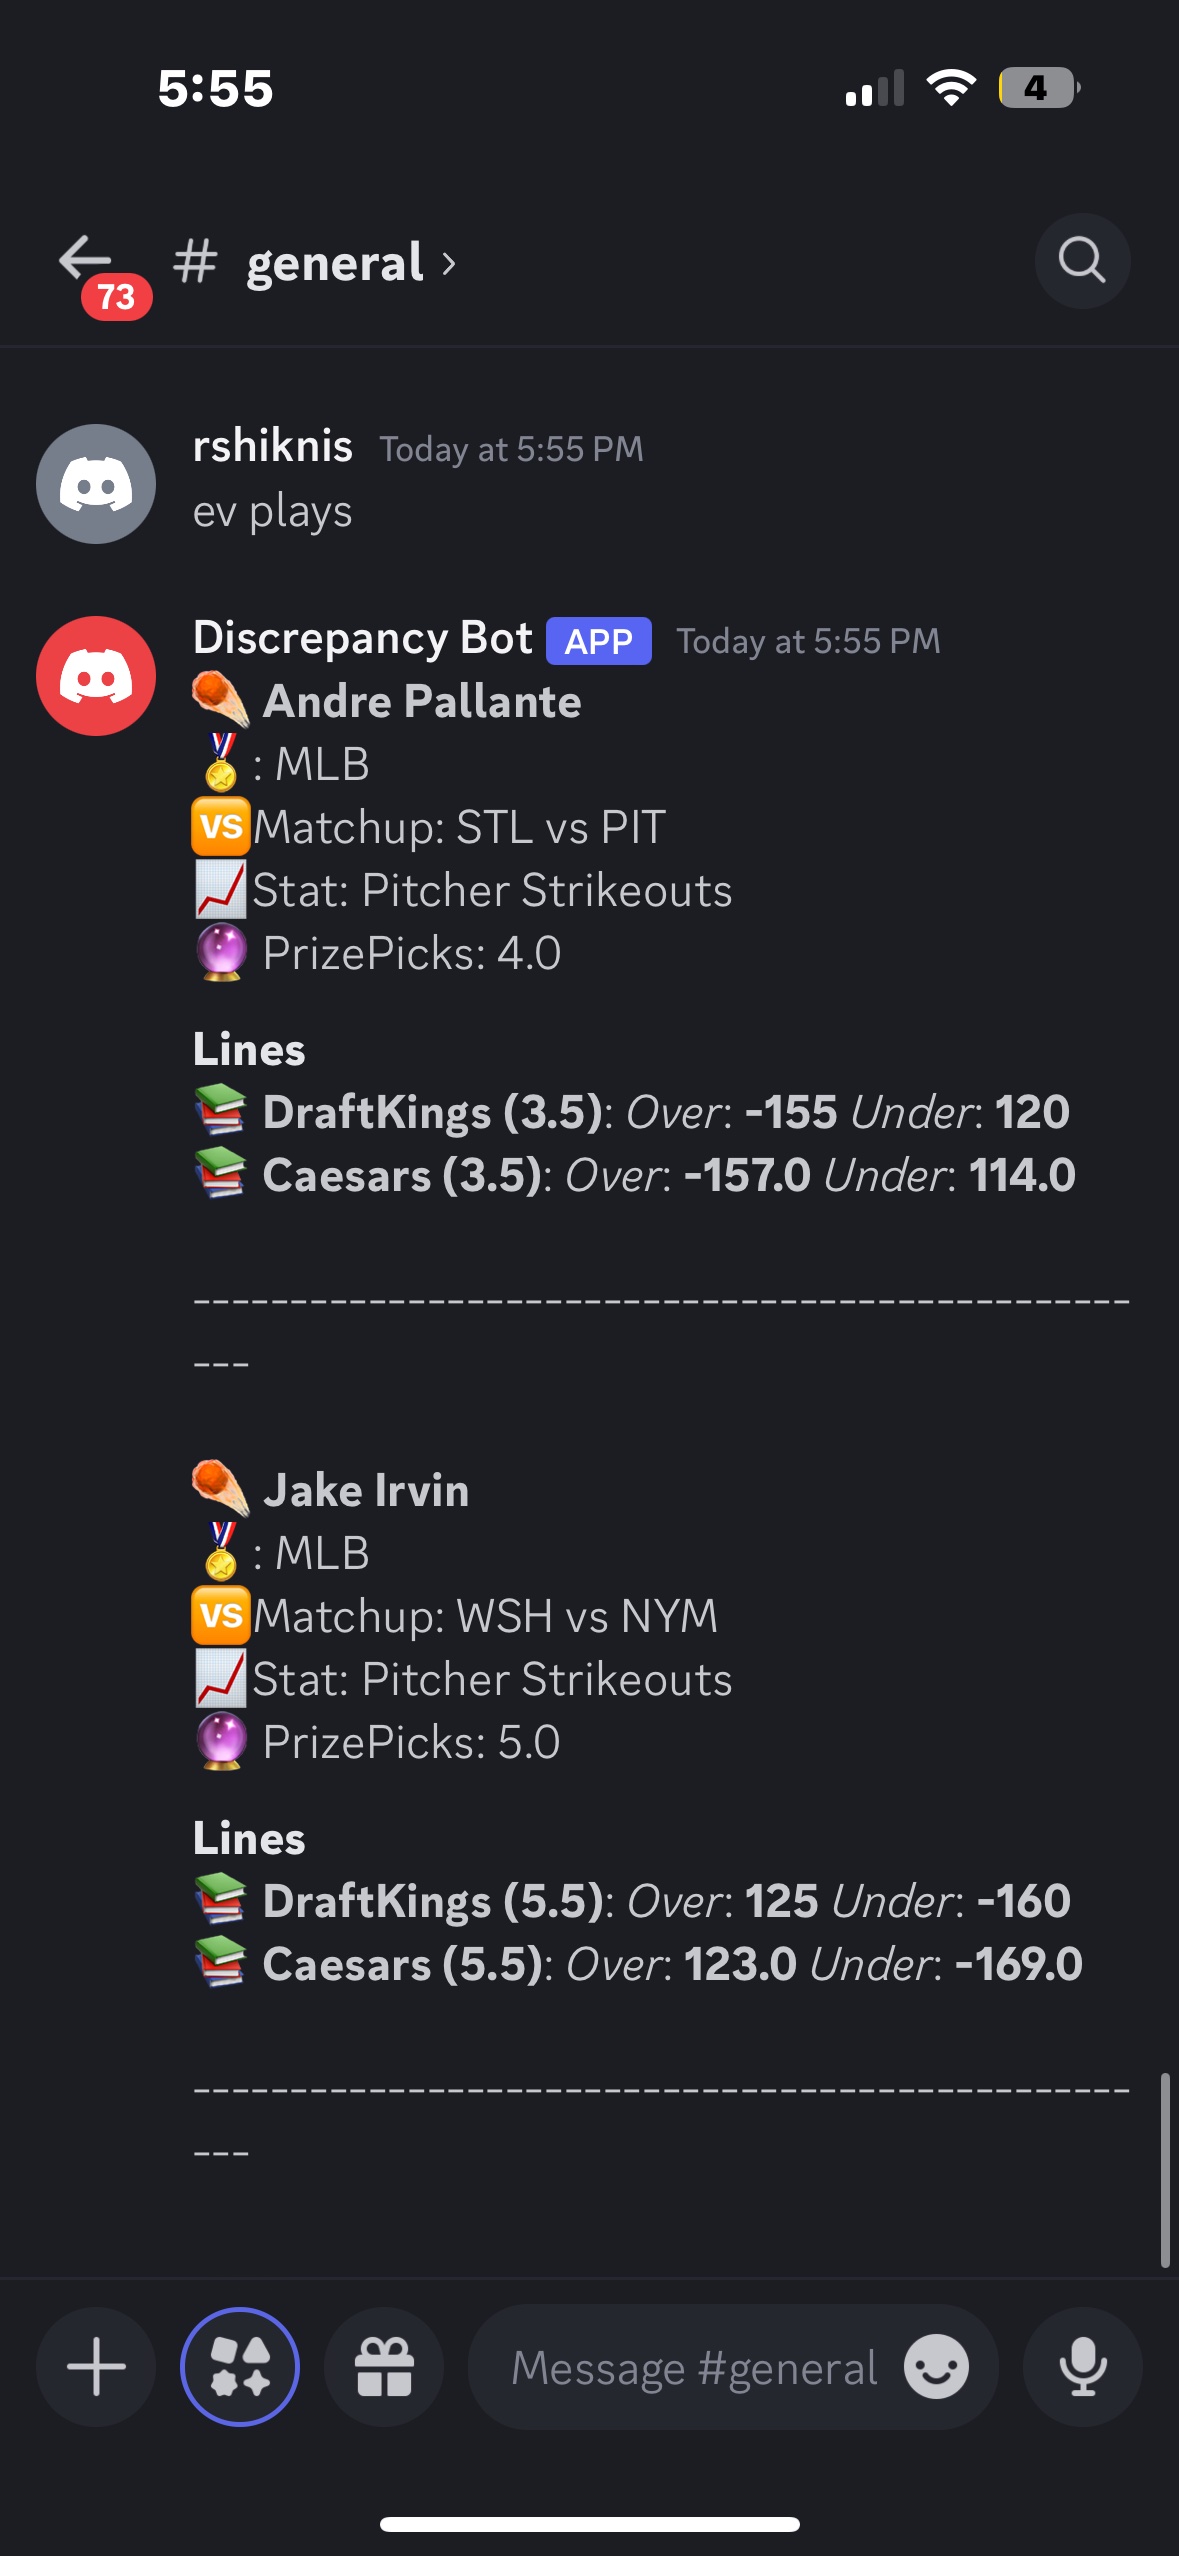 5:55
4
73
# general ›
rshiknis Today at 5:55 PM
ev plays
Discrepancy Bot APP Today at 5:55 PM
☄️ Andre Pallante
🏅: MLB
🆚Matchup: STL vs PIT
📈Stat: Pitcher Strikeouts
🔮 PrizePicks: 4.0
Lines
📚 DraftKings (3.5): Over: -155 Under: 120
📚 Caesars (3.5): Over: -157.0 Under: 114.0
------------------------------------------------
---
☄️ Jake Irvin
🏅: MLB
🆚Matchup: WSH vs NYM
📈Stat: Pitcher Strikeouts
🔮 PrizePicks: 5.0
Lines
📚 DraftKings (5.5): Over: 125 Under: -160
📚 Caesars (5.5): Over: 123.0 Under: -169.0
------------------------------------------------
---
Message #general